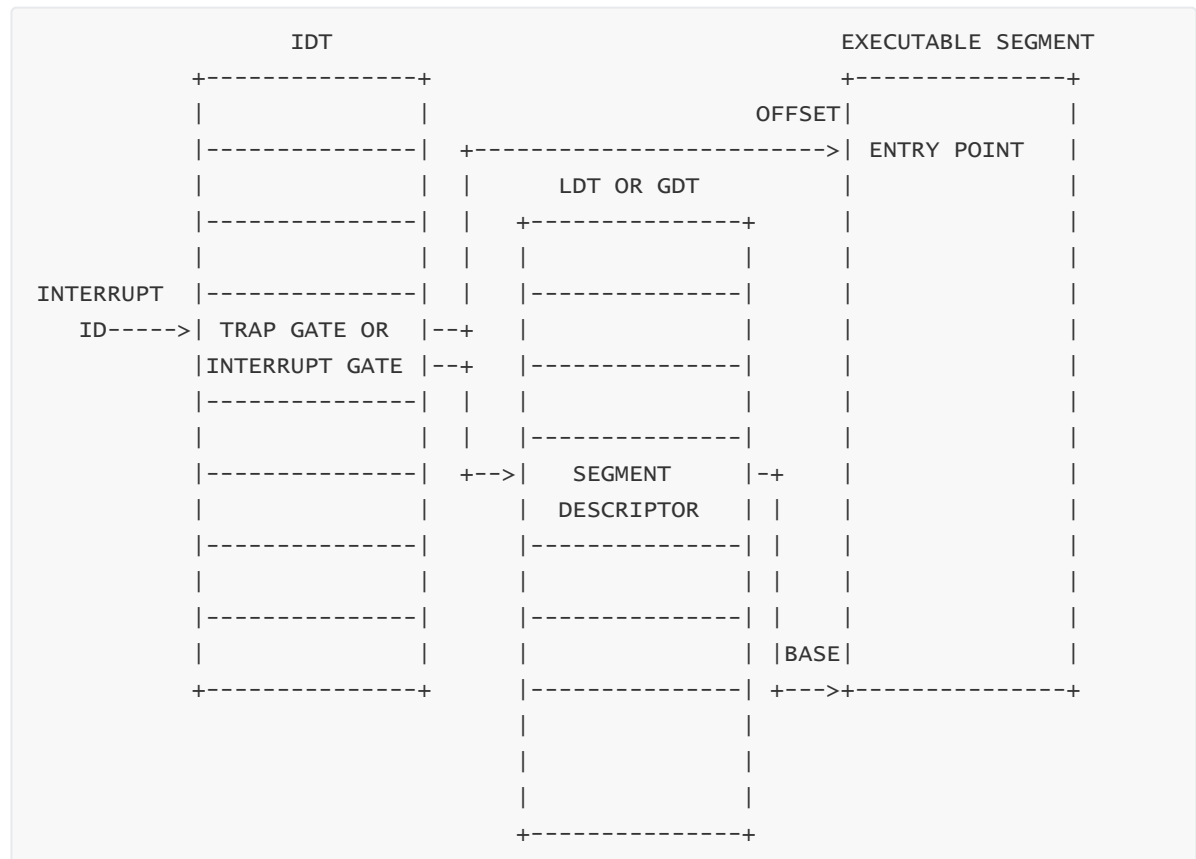 IDT                                         EXECUTABLE SEGMENT
              +---------------+                                  +---------------+
              |               |                            OFFSET|               |
              |---------------|  +------------------------------>| ENTRY POINT   |
              |               |  |      LDT OR GDT               |               |
              |---------------|  |   +---------------+           |               |
              |               |  |   |               |           |               |
   INTERRUPT  |---------------|  |   |---------------|           |               |
      ID----->| TRAP GATE OR  |--+   |               |           |               |
              |INTERRUPT GATE |--+   |---------------|           |               |
              |---------------|  |   |               |           |               |
              |               |  |   |---------------|           |               |
              |---------------|  +-->|   SEGMENT     |-+         |               |
              |               |      |  DESCRIPTOR   | |         |               |
              |---------------|      |---------------| |         |               |
              |               |      |               | |         |               |
              |---------------|      |---------------| |         |               |
              |               |      |               | |BASE|               |
              +---------------+      |---------------| +--->+---------------+
                                     |               |
                                     |               |
                                     |               |
                                     +---------------+